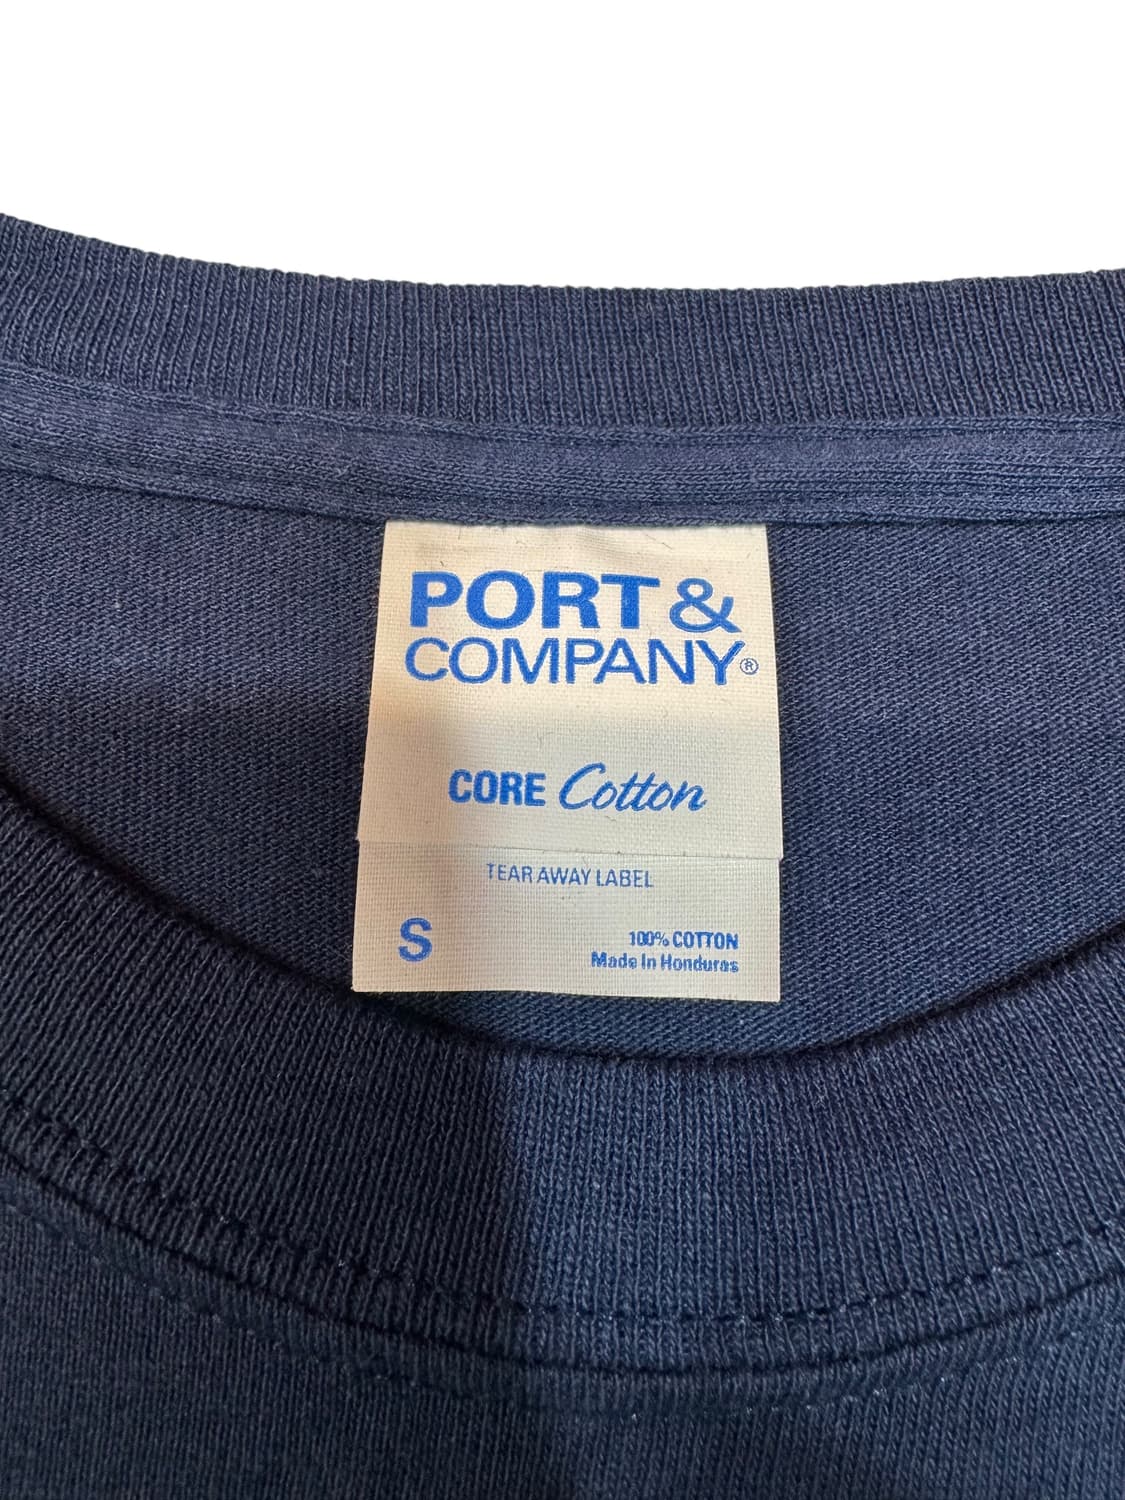 PORT &
COMPANY®
CORE Cotton
TEAR AWAY LABEL
S
100% COTTON
Made In Honduras